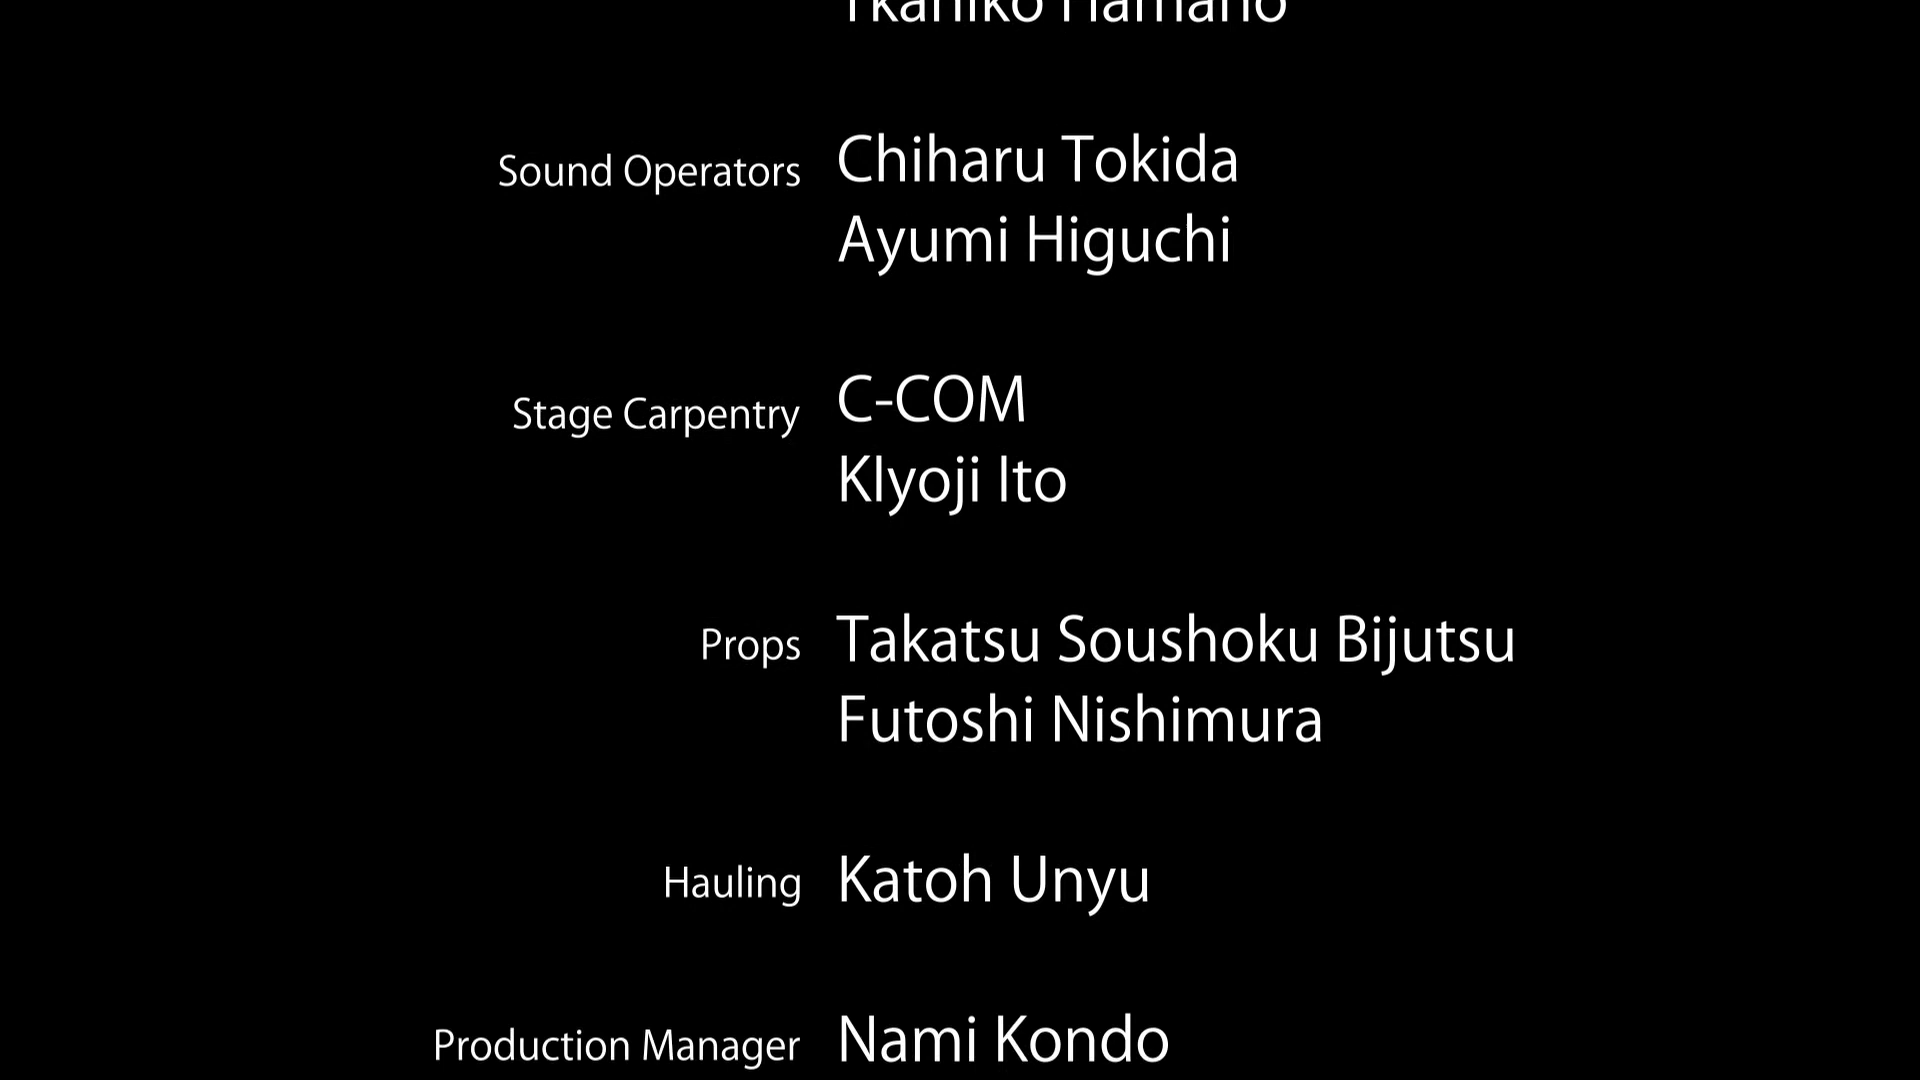 Sound Operators Chiharu Tokida
Ayumi Higuchi
Stage Carpentry C-COM
KIyoji Ito
Props Takatsu Soushoku Bijutsu
Futoshi Nishimura
Hauling Katoh Unyu
Production Manager Nami Kondo